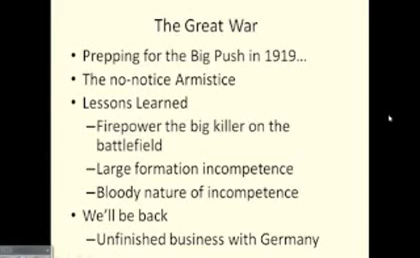 The Great War
• Prepping for the Big Push in 1919...
• The no-notice Armistice
• Lessons Learned
–Firepower the big killer on the
battlefield
–Large formation incompetence
–Bloody nature of incompetence
• We'll be back
–Unfinished business with Germany